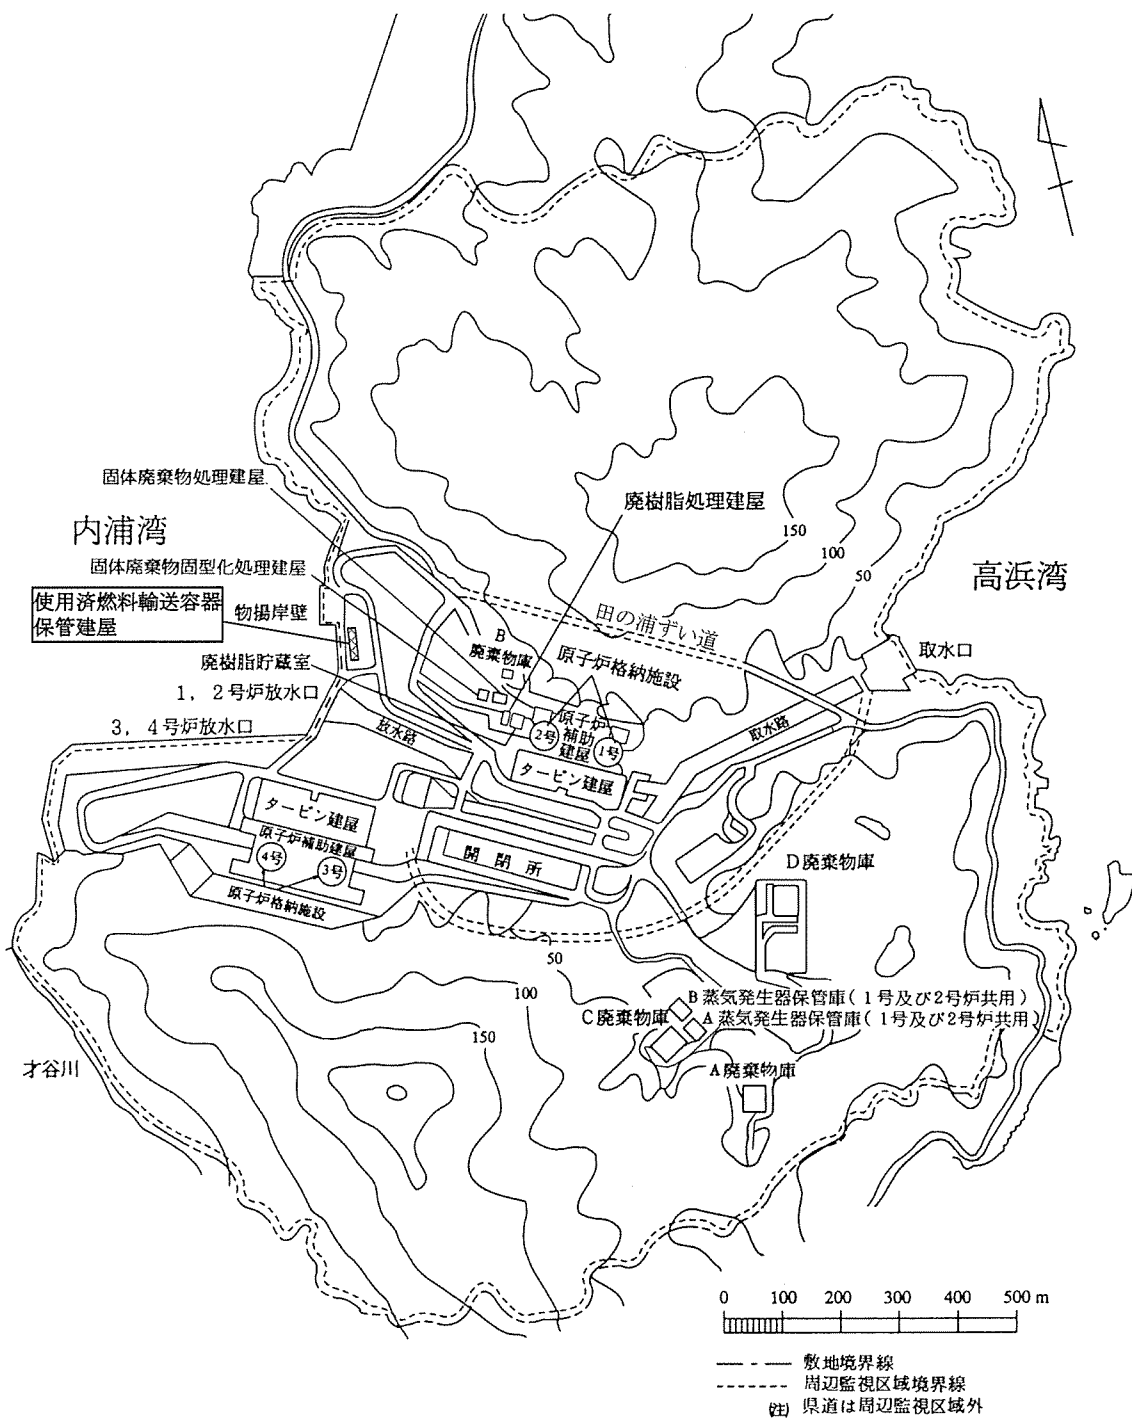 固体廃棄物処理建屋
廃樹脂処理建屋
内浦湾
150
100
50
高浜湾
固体廃棄物固型化処理建屋
使用済燃料輸送容器
保管建屋
物揚岸壁
田の浦ずい道
B
廃棄物庫
原子炉格納施設
取水口
廃樹脂貯蔵室
1,2号炉放水口
3,4号炉放水口
放水路
原子炉
補助
建屋
2号
1号
取水路
タービン建屋
タービン建屋
原子炉補助建屋
4号
3号
開閉所
原子炉格納施設
D廃棄物庫
50
100
150
B蒸気発生器保管庫(1号及び2号炉共用)
C廃棄物庫
A蒸気発生器保管庫(1号及び2号炉共用
A廃棄物庫
才谷川
0 100 200 300 400 500 m
敷地境界線
周辺監視区域境界線
(注) 県道は周辺監視区域外